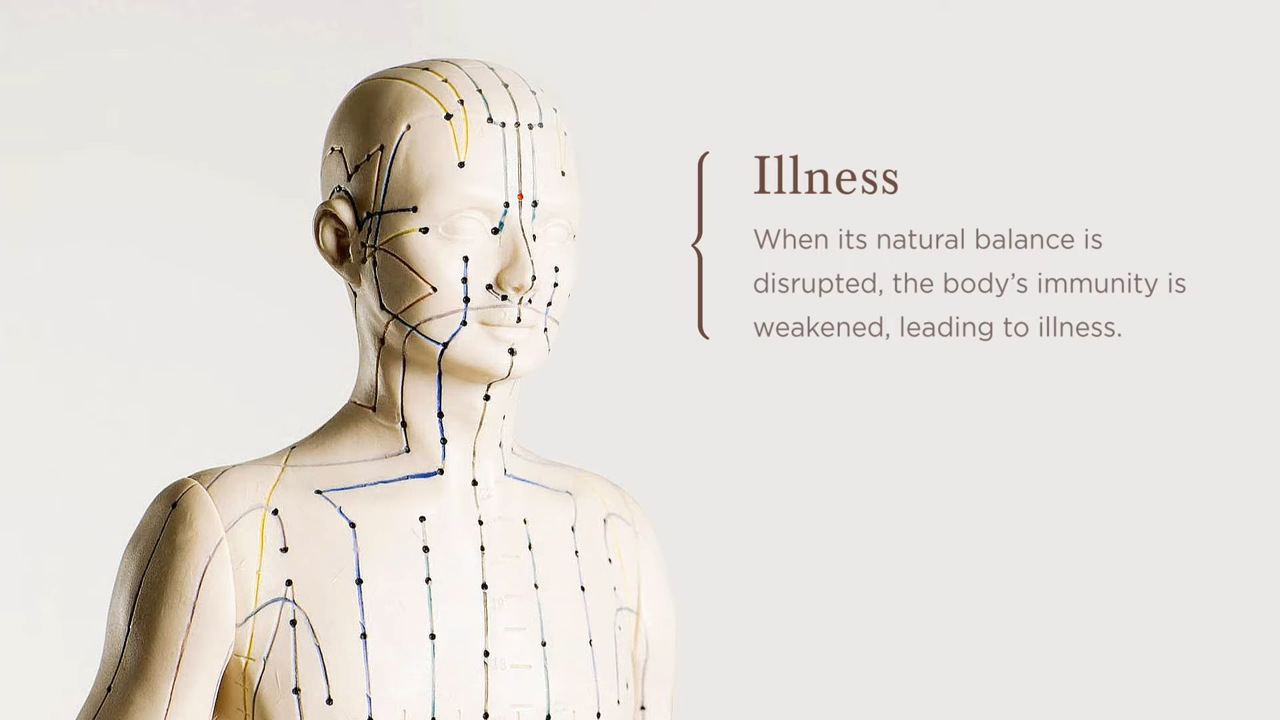 Illness
When its natural balance is
disrupted, the body’s immunity is
weakened, leading to illness.